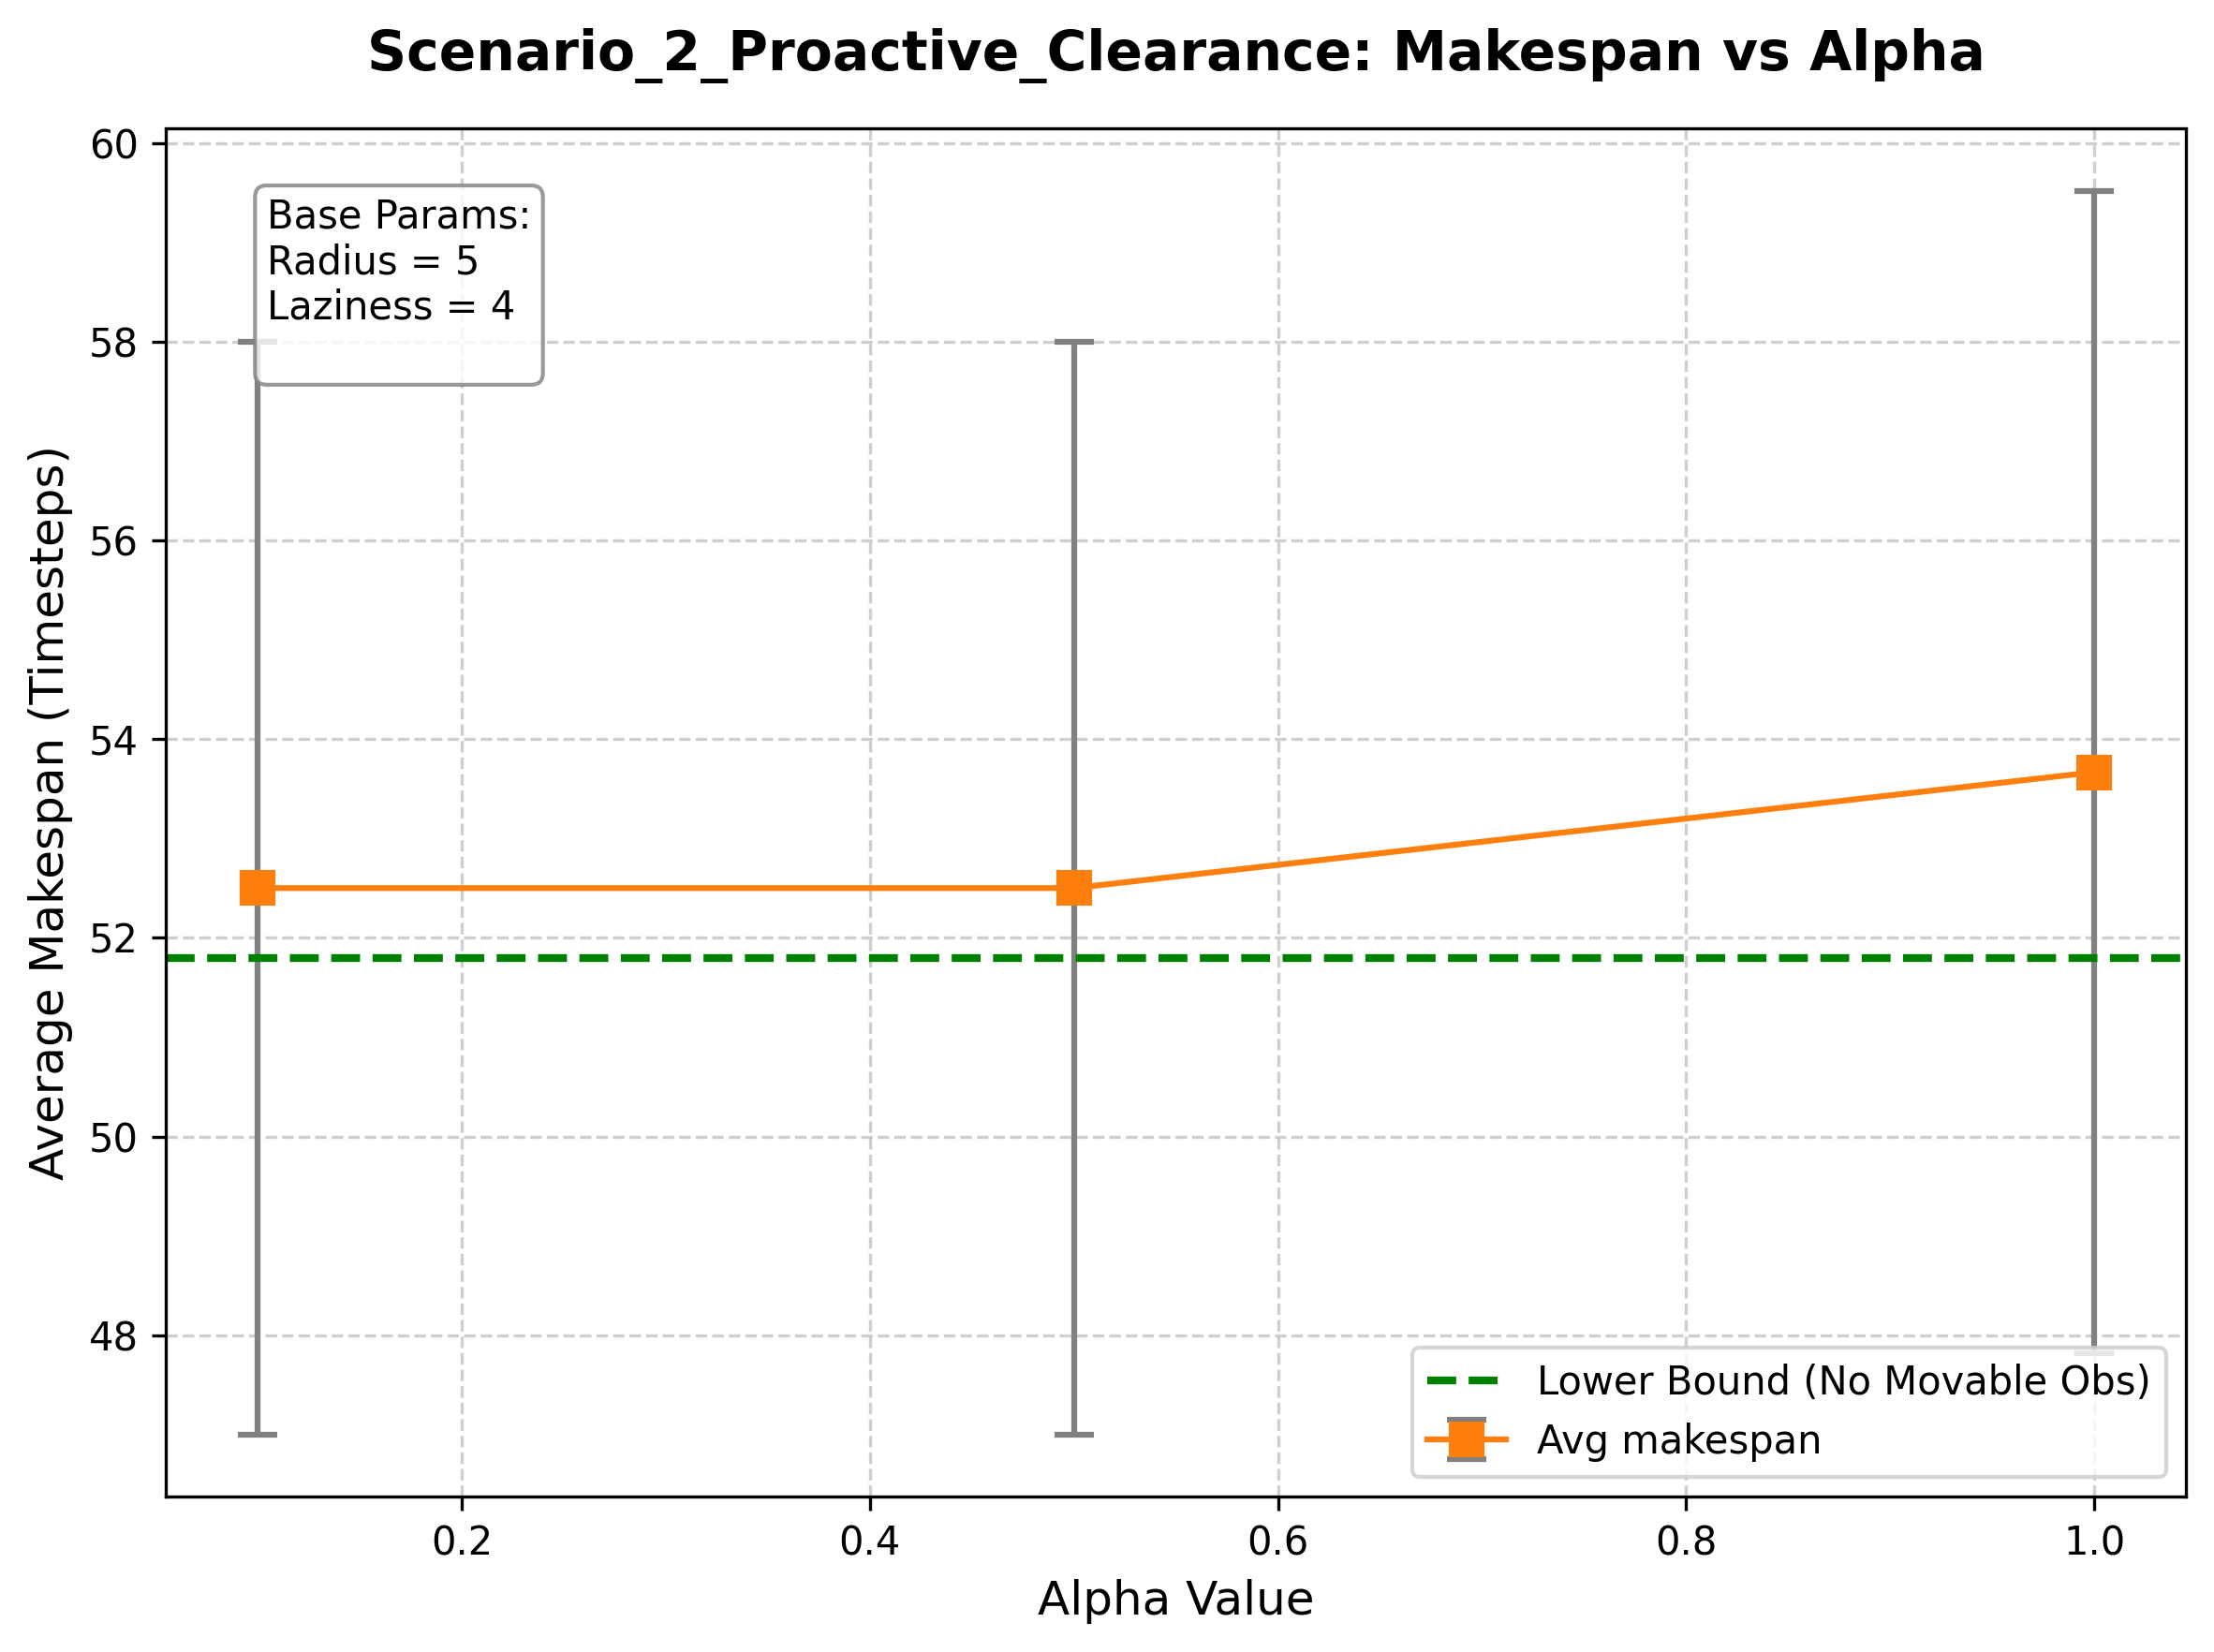 Scenario_2_Proactive_Clearance: Makespan vs Alpha
Average Makespan (Timesteps)
60
58
56
54
52
50
48
Base Params:
Radius = 5
Laziness = 4
Lower Bound (No Movable Obs)
Avg makespan
0.2
0.4
0.6
0.8
1.0
Alpha Value